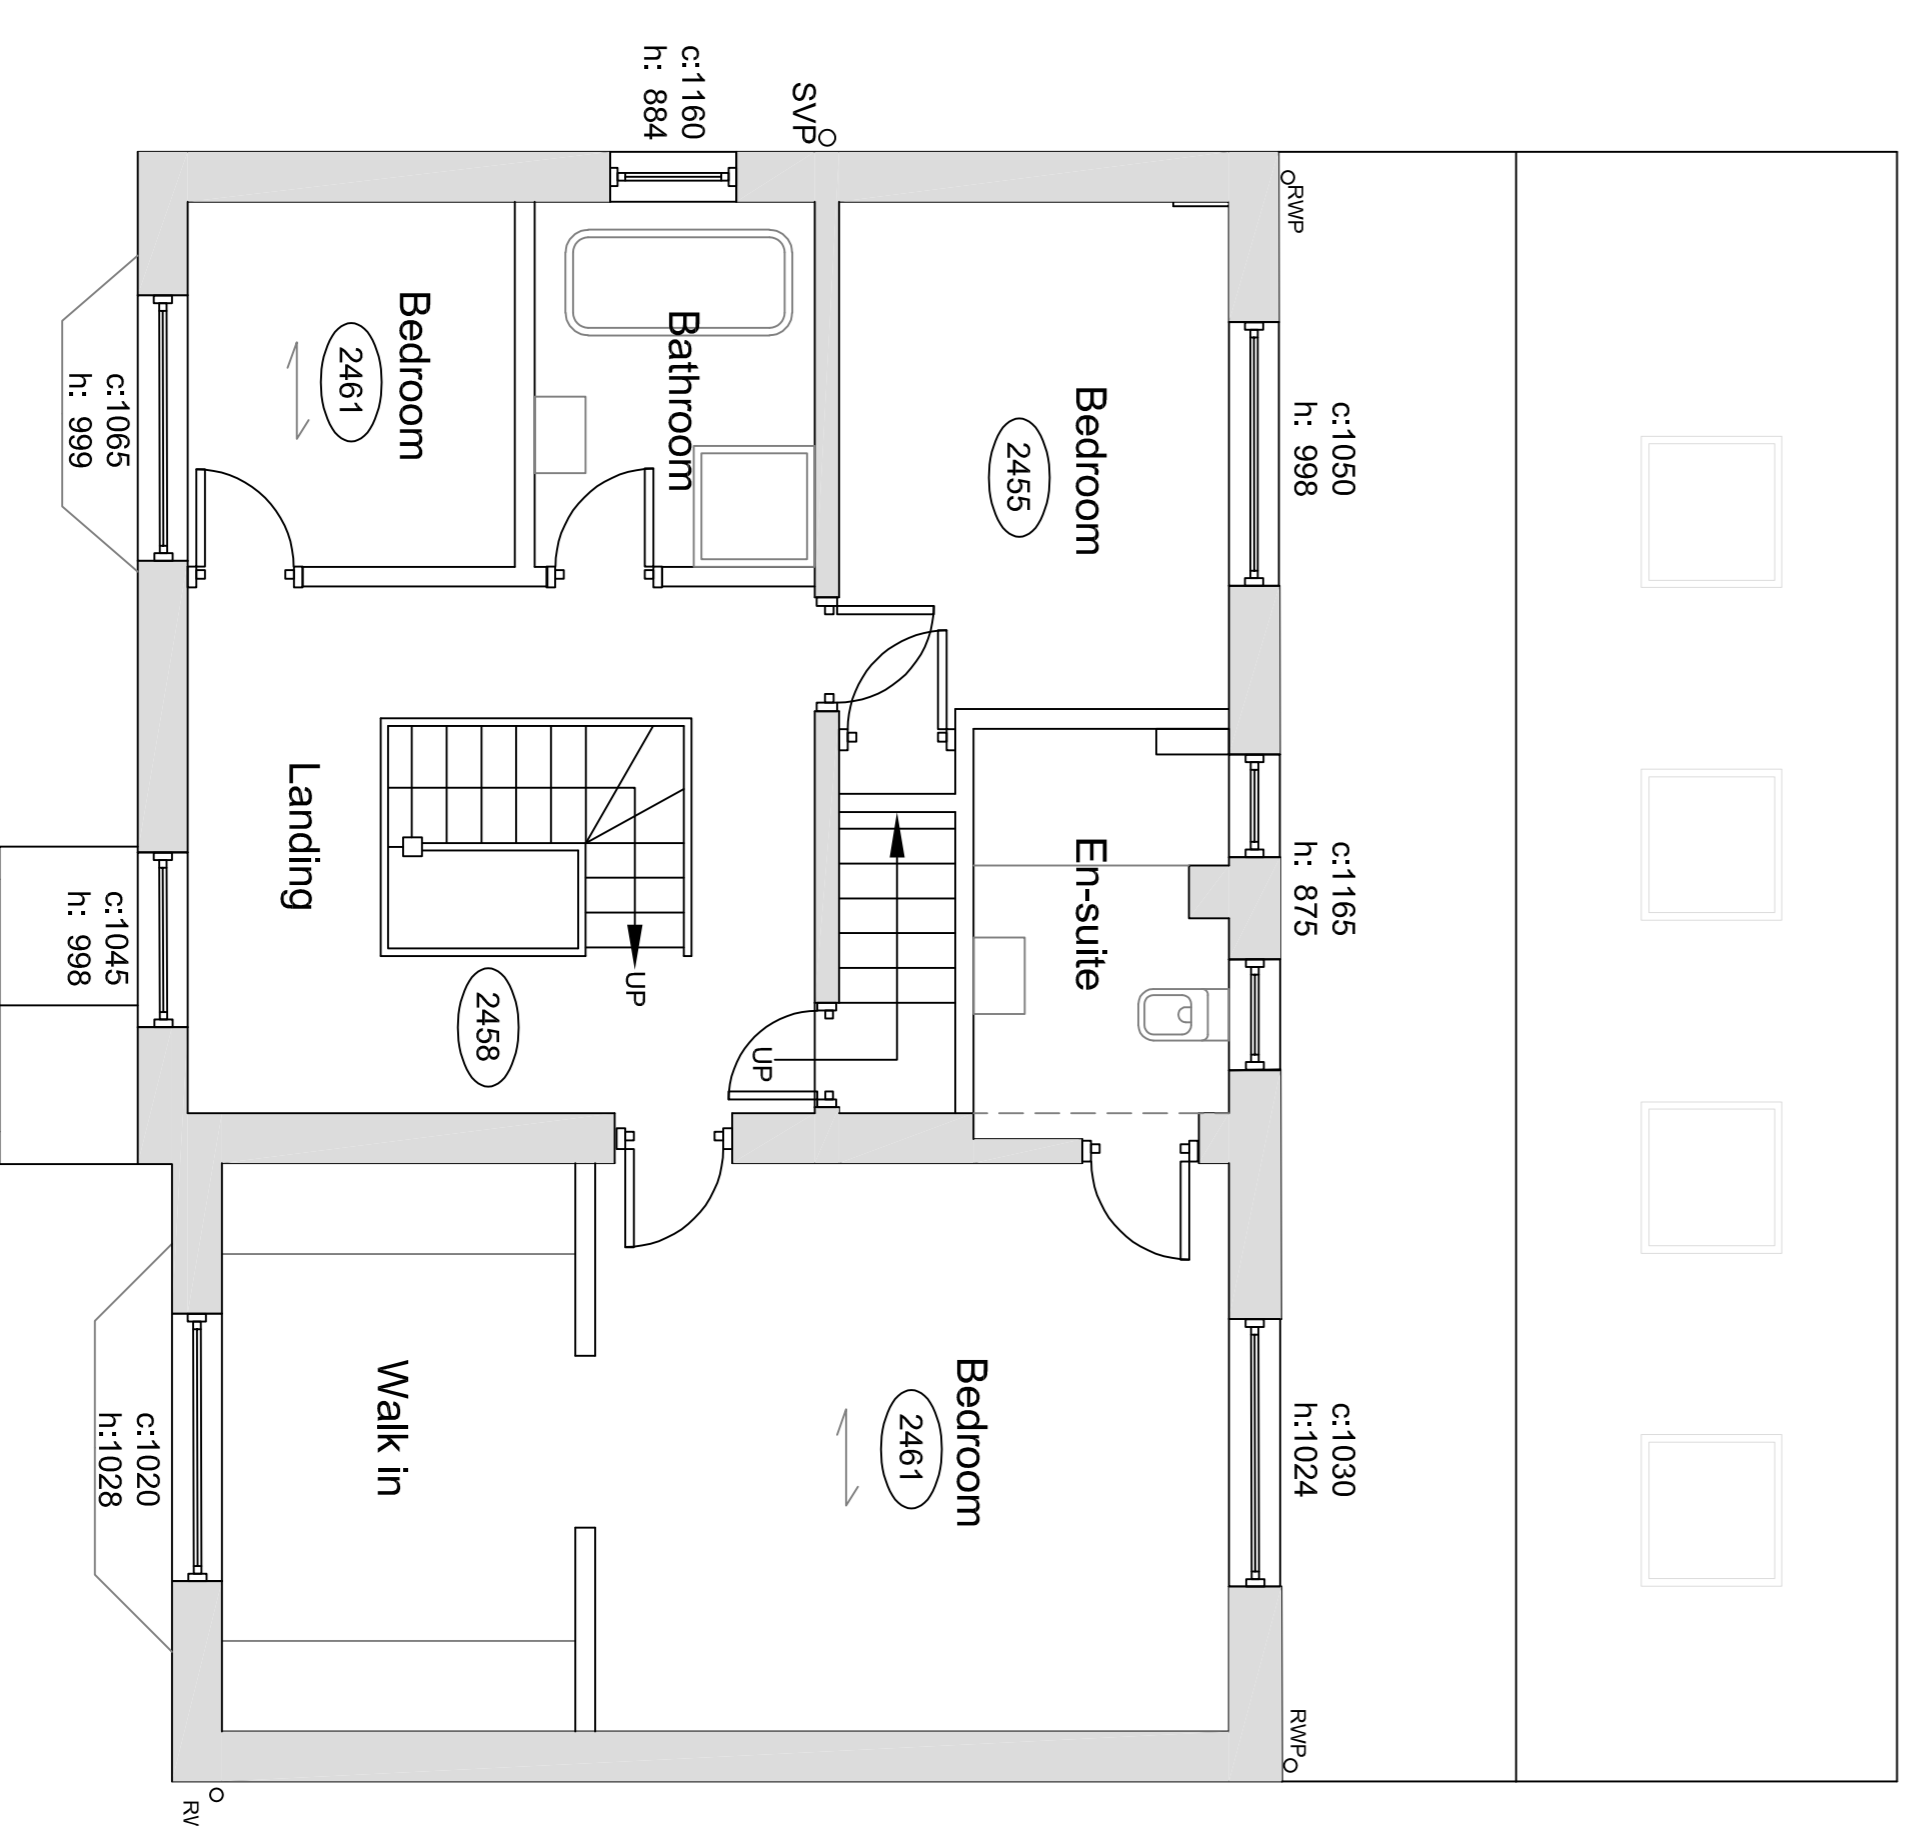 c:1050
h: 998
c:1165
h: 875
c:1030
h:1024
RWP
RWP
Bedroom
2455
En-suite
Bedroom
2461
SVP
UP
c:1160
h: 884
Bathroom
UP
Bedroom
2461
2458
Walk in
Landing
c:1065
h: 999
c:1045
h: 998
c:1020
h:1028